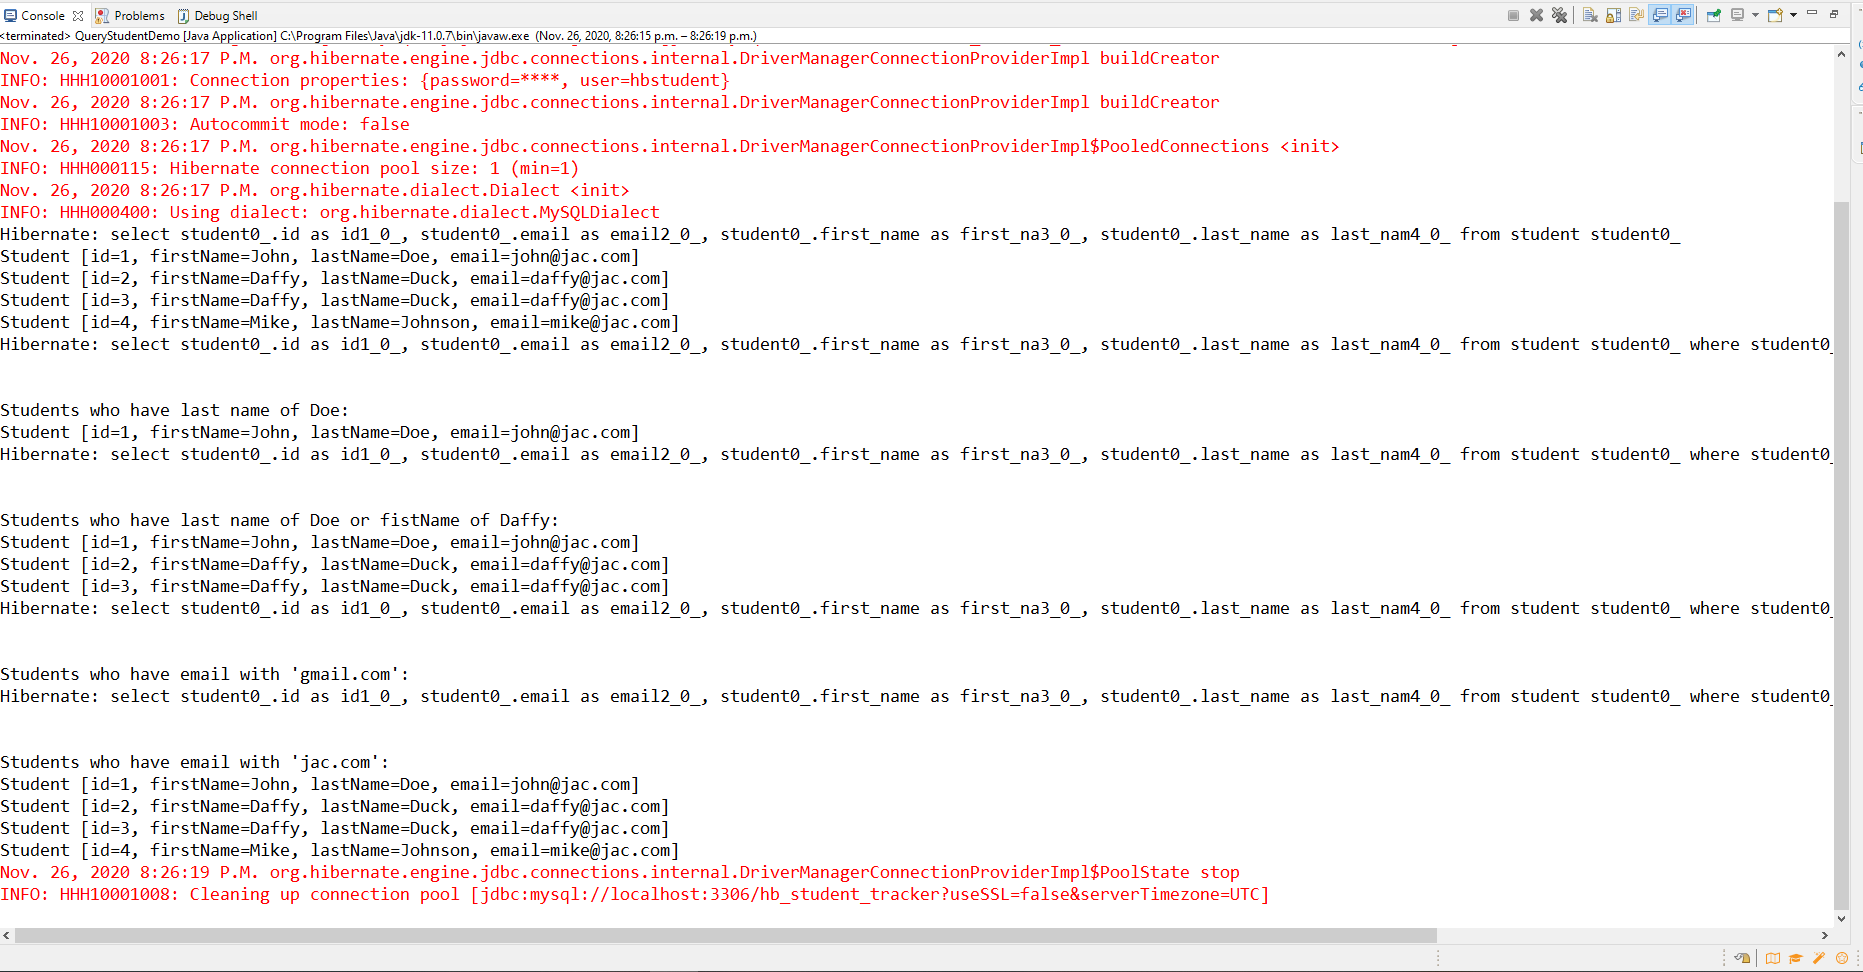 Console Problems Debug Shell
<terminated> QueryStudentDemo [Java Application] C:\Program Files\Java\jdk-11.0.7\bin\javaw.exe (Nov. 26, 2020, 8:26:15 p.m. – 8:26:19 p.m.)
Nov. 26, 2020 8:26:17 P.M. org.hibernate.engine.jdbc.connections.internal.DriverManagerConnectionProviderImpl buildCreator
INFO: HHH10001001: Connection properties: {password=****, user=hbstudent}
Nov. 26, 2020 8:26:17 P.M. org.hibernate.engine.jdbc.connections.internal.DriverManagerConnectionProviderImpl buildCreator
INFO: HHH10001003: Autocommit mode: false
Nov. 26, 2020 8:26:17 P.M. org.hibernate.engine.jdbc.connections.internal.DriverManagerConnectionProviderImpl$PooledConnections <init>
INFO: HHH000115: Hibernate connection pool size: 1 (min=1)
Nov. 26, 2020 8:26:17 P.M. org.hibernate.dialect.Dialect <init>
INFO: HHH000400: Using dialect: org.hibernate.dialect.MySQLDialect
Hibernate: select student0_.id as id1_0_, student0_.email as email2_0_, student0_.first_name as first_na3_0_, student0_.last_name as last_nam4_0_ from student student0_
Student [id=1, firstName=John, lastName=Doe, email=john@jac.com]
Student [id=2, firstName=Daffy, lastName=Duck, email=daffy@jac.com]
Student [id=3, firstName=Daffy, lastName=Duck, email=daffy@jac.com]
Student [id=4, firstName=Mike, lastName=Johnson, email=mike@jac.com]
Hibernate: select student0_.id as id1_0_, student0_.email as email2_0_, student0_.first_name as first_na3_0_, student0_.last_name as last_nam4_0_ from student student0_ where student0_
Students who have last name of Doe:
Student [id=1, firstName=John, lastName=Doe, email=john@jac.com]
Hibernate: select student0_.id as id1_0_, student0_.email as email2_0_, student0_.first_name as first_na3_0_, student0_.last_name as last_nam4_0_ from student student0_ where student0_
Students who have last name of Doe or fistName of Daffy:
Student [id=1, firstName=John, lastName=Doe, email=john@jac.com]
Student [id=2, firstName=Daffy, lastName=Duck, email=daffy@jac.com]
Student [id=3, firstName=Daffy, lastName=Duck, email=daffy@jac.com]
Hibernate: select student0_.id as id1_0_, student0_.email as email2_0_, student0_.first_name as first_na3_0_, student0_.last_name as last_nam4_0_ from student student0_ where student0_
Students who have email with 'gmail.com':
Hibernate: select student0_.id as id1_0_, student0_.email as email2_0_, student0_.first_name as first_na3_0_, student0_.last_name as last_nam4_0_ from student student0_ where student0_
Students who have email with 'jac.com':
Student [id=1, firstName=John, lastName=Doe, email=john@jac.com]
Student [id=2, firstName=Daffy, lastName=Duck, email=daffy@jac.com]
Student [id=3, firstName=Daffy, lastName=Duck, email=daffy@jac.com]
Student [id=4, firstName=Mike, lastName=Johnson, email=mike@jac.com]
Nov. 26, 2020 8:26:19 P.M. org.hibernate.engine.jdbc.connections.internal.DriverManagerConnectionProviderImpl$PoolState stop
INFO: HHH10001008: Cleaning up connection pool [jdbc:mysql://localhost:3306/hb_student_tracker?useSSL=false&serverTimezone=UTC]